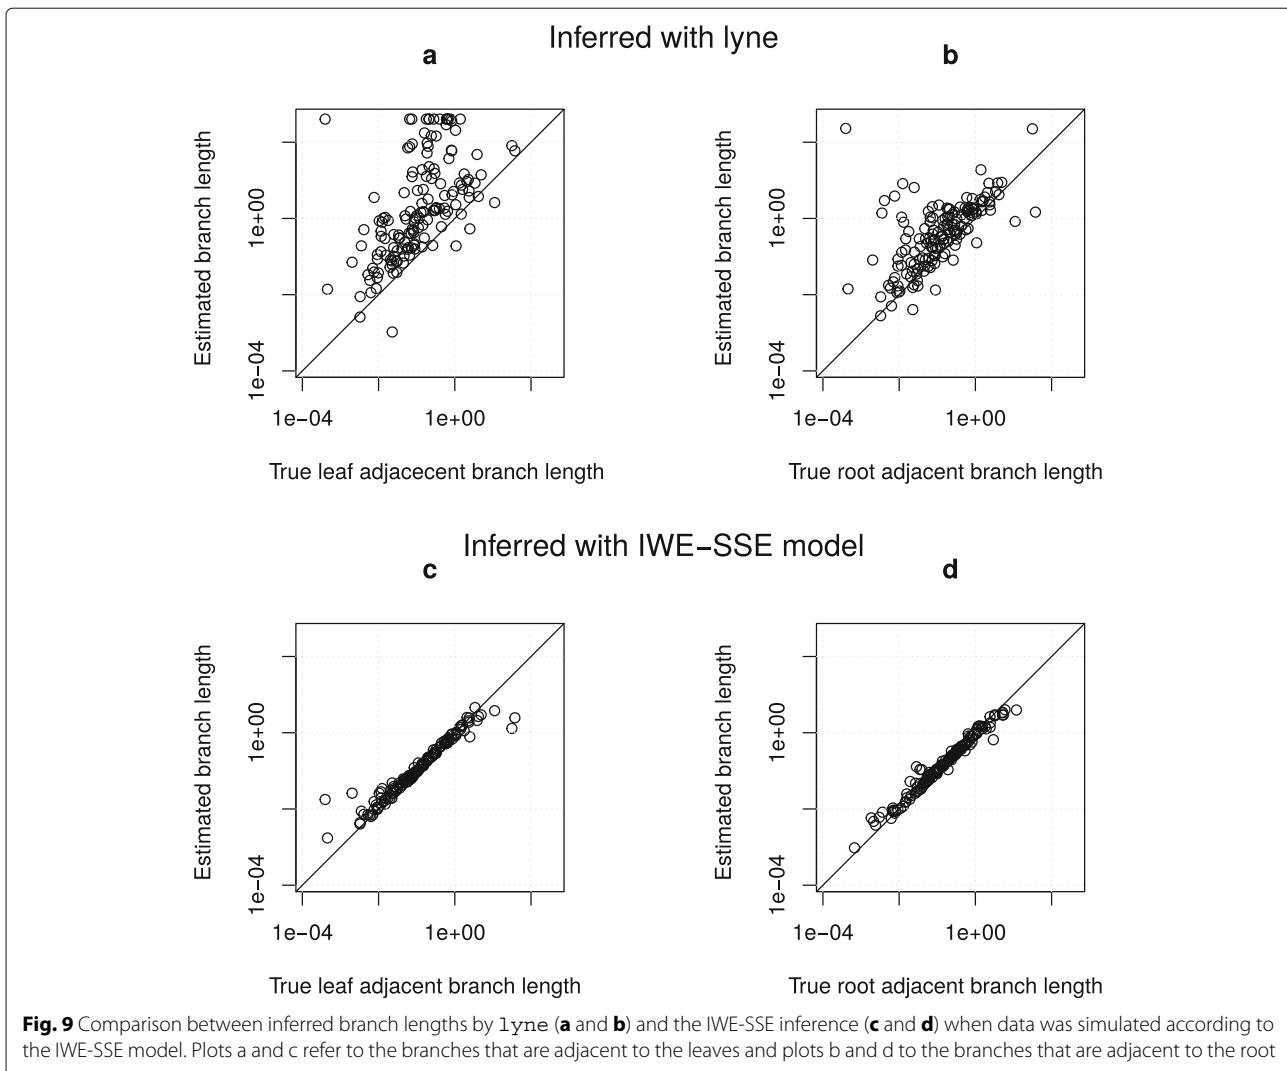 Inferred with lyne
a
b
Estimated branch length
1e−04 1e+00
1e−04 1e+00
True leaf adjacecent branch length
Estimated branch length
1e−04 1e+00
1e−04 1e+00
True root adjacent branch length
Inferred with IWE−SSE model
c
d
Estimated branch length
1e−04 1e+00
1e−04 1e+00
True leaf adjacent branch length
Estimated branch length
1e−04 1e+00
1e−04 1e+00
True root adjacent branch length
Fig. 9 Comparison between inferred branch lengths by lyne (a and b) and the IWE-SSE inference (c and d) when data was simulated according to
the IWE-SSE model. Plots a and c refer to the branches that are adjacent to the leaves and plots b and d to the branches that are adjacent to the root